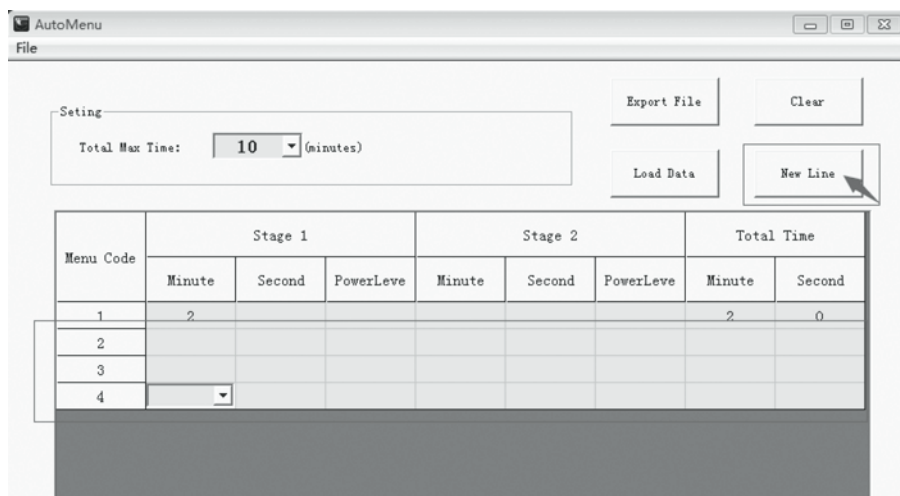 AutoMenu
File
Export File
Clear
Seting
Total Max Time: 10 (minutes)
Load Data
New Line
Menu Code Stage 1 Stage 2 Total Time
Minute Second PowerLeve Minute Second PowerLeve Minute Second
1 2 2 0
2
3
4